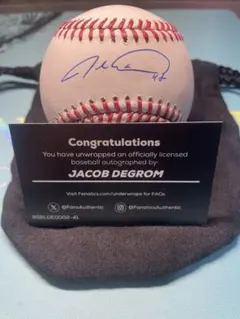 Congratulations
You have unwrapped an officially licensed
baseball autographed by
JACOB DEGROM
Visit Fanatics.com/underwraps for FAQs
@FansAuthentic
@FanaticsAuthentic